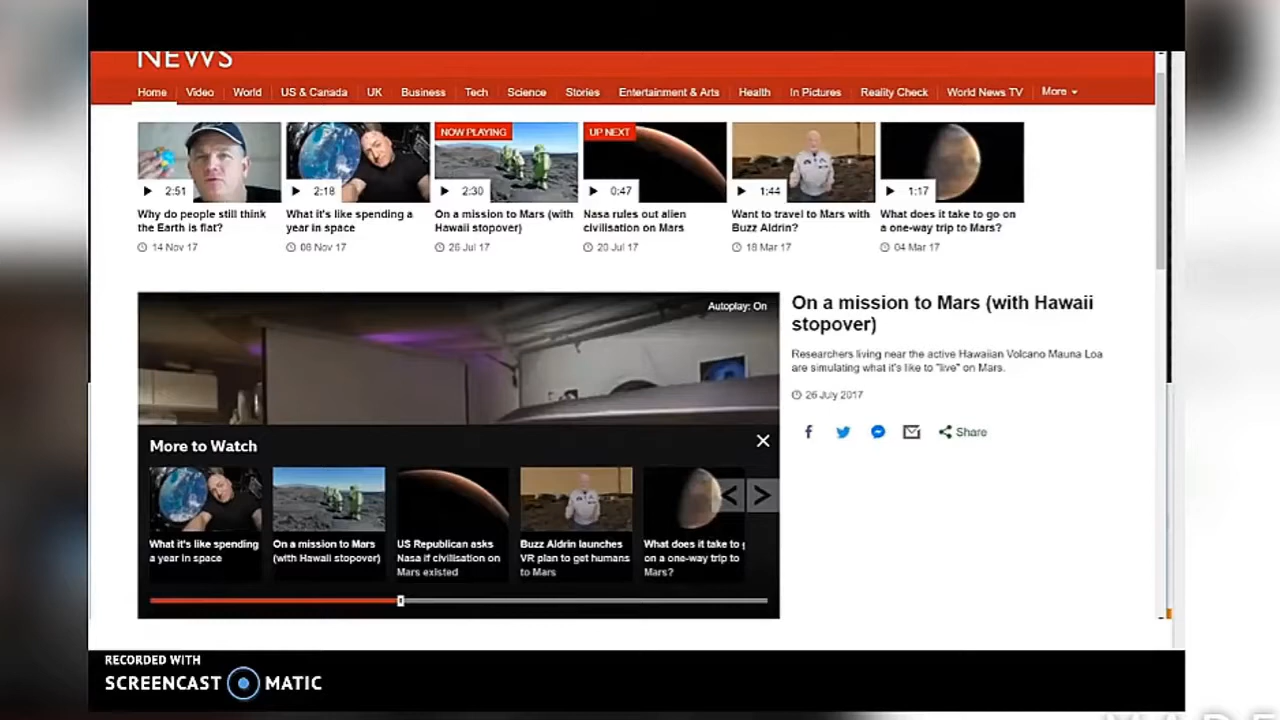 NEWS
Home Video World US & Canada UK Business Tech Science Stories Entertainment & Arts Health In Pictures Reality Check World News TV More
NOW PLAYING
UP NEXT
2:51
2:18
2:30
0:47
1:44
1:17
Why do people still think
the Earth is flat?
14 Nov 17
What it's like spending a
year in space
08 Nov 17
On a mission to Mars (with
Hawaii stopover)
26 Jul 17
Nasa rules out alien
civilisation on Mars
20 Jul 17
Want to travel to Mars with
Buzz Aldrin?
18 Mar 17
What does it take to go on
a one-way trip to Mars?
04 Mar 17
Autoplay: On
On a mission to Mars (with Hawaii
stopover)
Researchers living near the active Hawaiian Volcano Mauna Loa
are simulating what it's like to "live" on Mars.
26 July 2017
Share
More to Watch
What it's like spending
a year in space
On a mission to Mars
(with Hawaii stopover)
US Republican asks
Nasa if civilisation on
Mars existed
Buzz Aldrin launches
VR plan to get humans
to Mars
What does it take to
on a one-way trip to
Mars?
RECORDED WITH
SCREENCAST MATIC